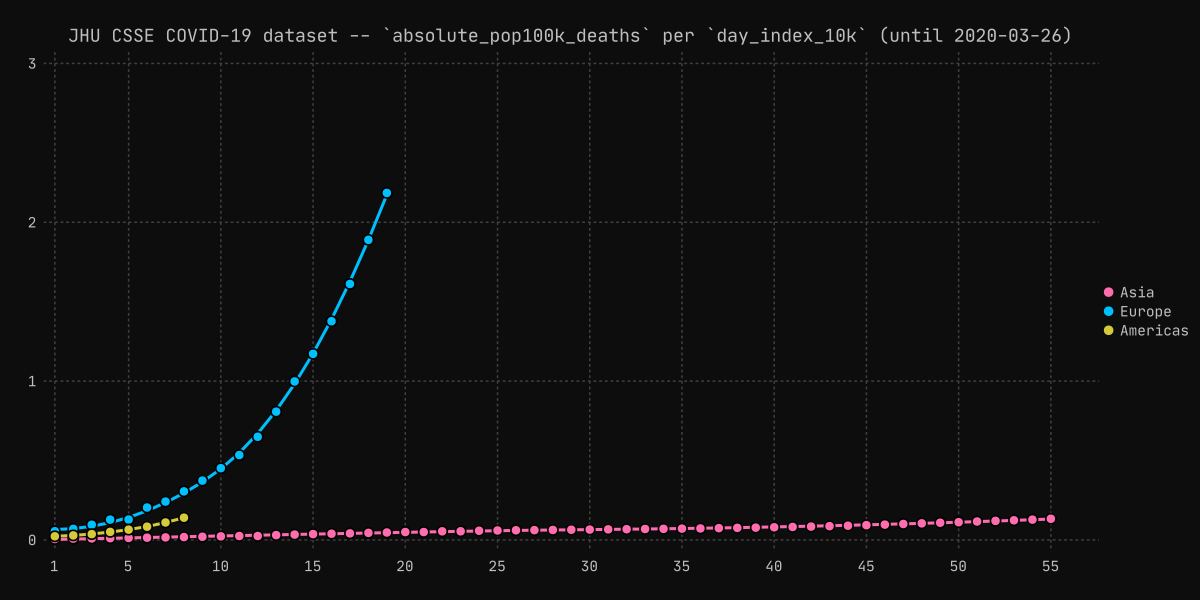 JHU CSSE COVID-19 dataset -- `absolute_pop100k_deaths` per `day_index_10k` (until 2020-03-26)
3
2
1
0
1 5 10 15 20 25 30 35 40 45 50 55
Asia
Europe
Americas